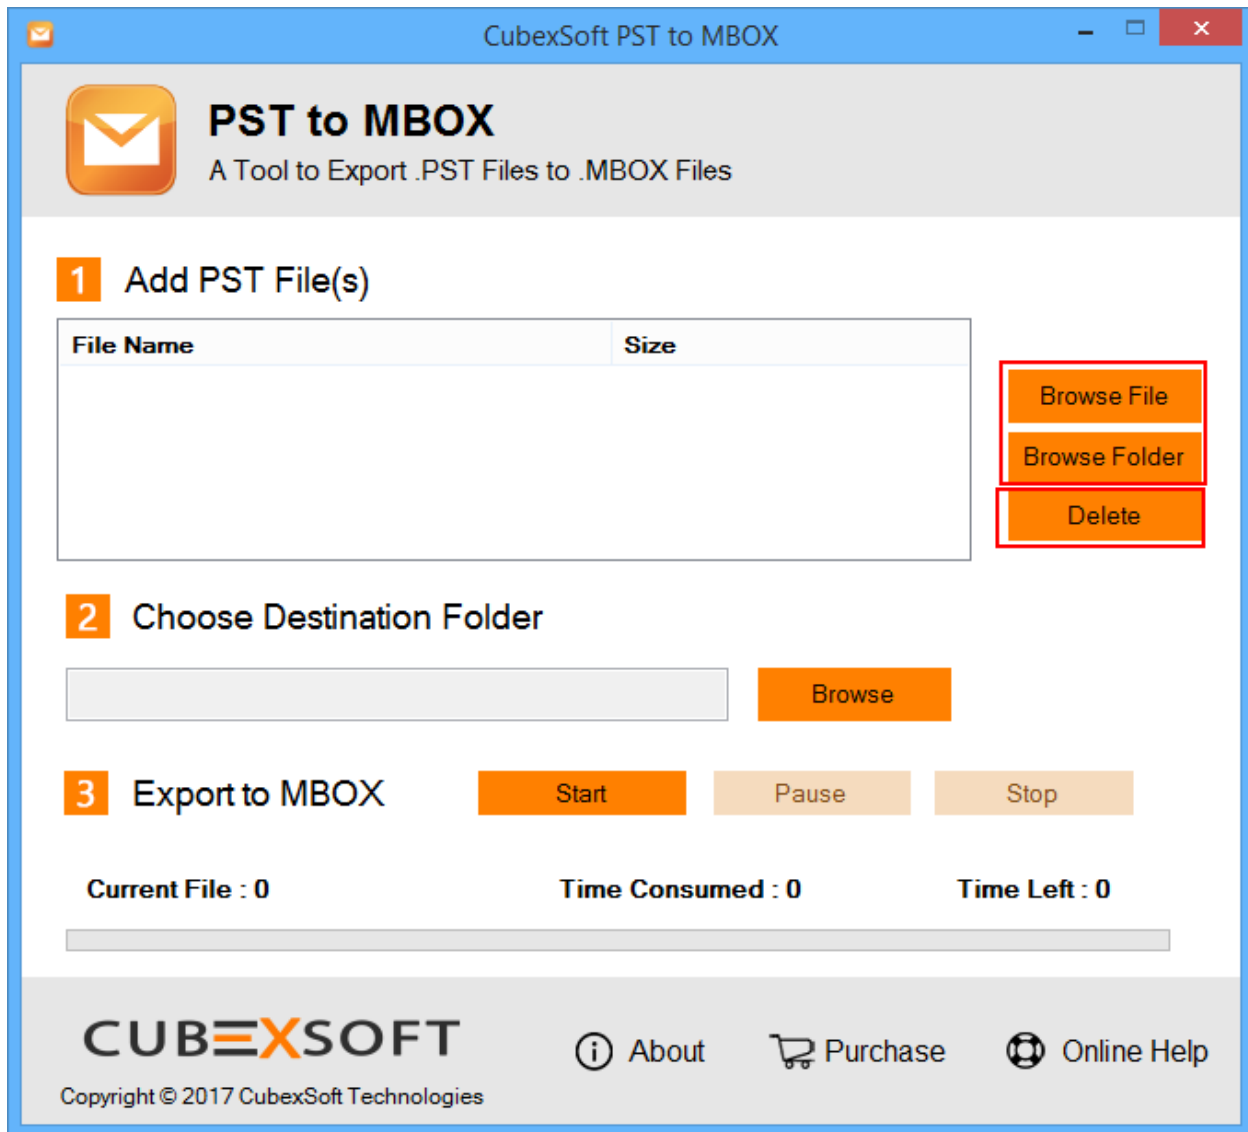 CubexSoft PST to MBOX
PST to MBOX
A Tool to Export .PST Files to .MBOX Files
1 Add PST File(s)
File Name Size
Browse File
Browse Folder
Delete
2 Choose Destination Folder
Browse
3 Export to MBOX Start Pause Stop
Current File : 0 Time Consumed : 0 Time Left : 0
CUBEXSOFT
About Purchase Online Help
Copyright © 2017 CubexSoft Technologies